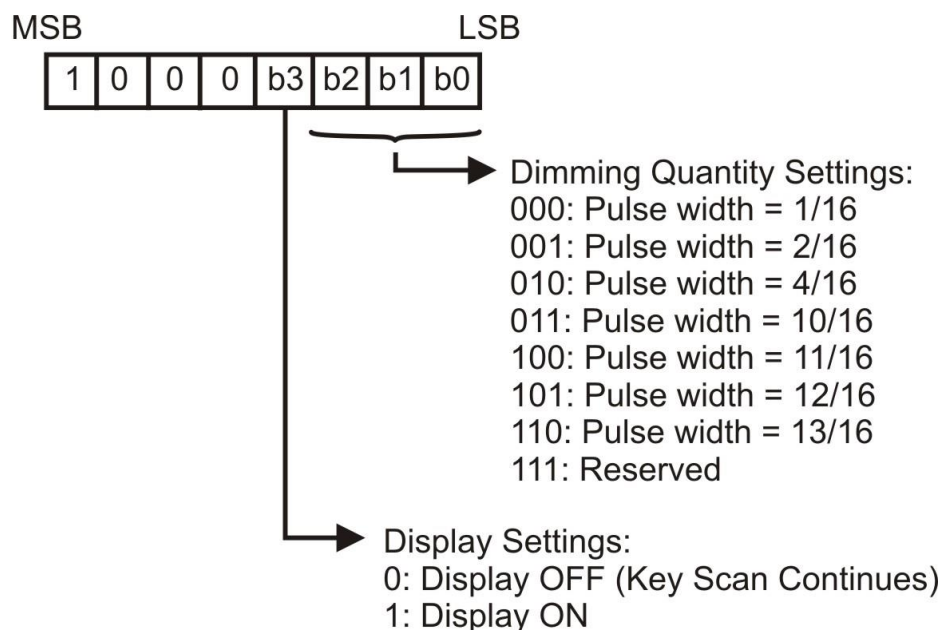 MSB LSB
1 0 0 0 b3 b2 b1 b0
Dimming Quantity Settings:
000: Pulse width = 1/16
001: Pulse width = 2/16
010: Pulse width = 4/16
011: Pulse width = 10/16
100: Pulse width = 11/16
101: Pulse width = 12/16
110: Pulse width = 13/16
111: Reserved
Display Settings:
0: Display OFF (Key Scan Continues)
1: Display ON